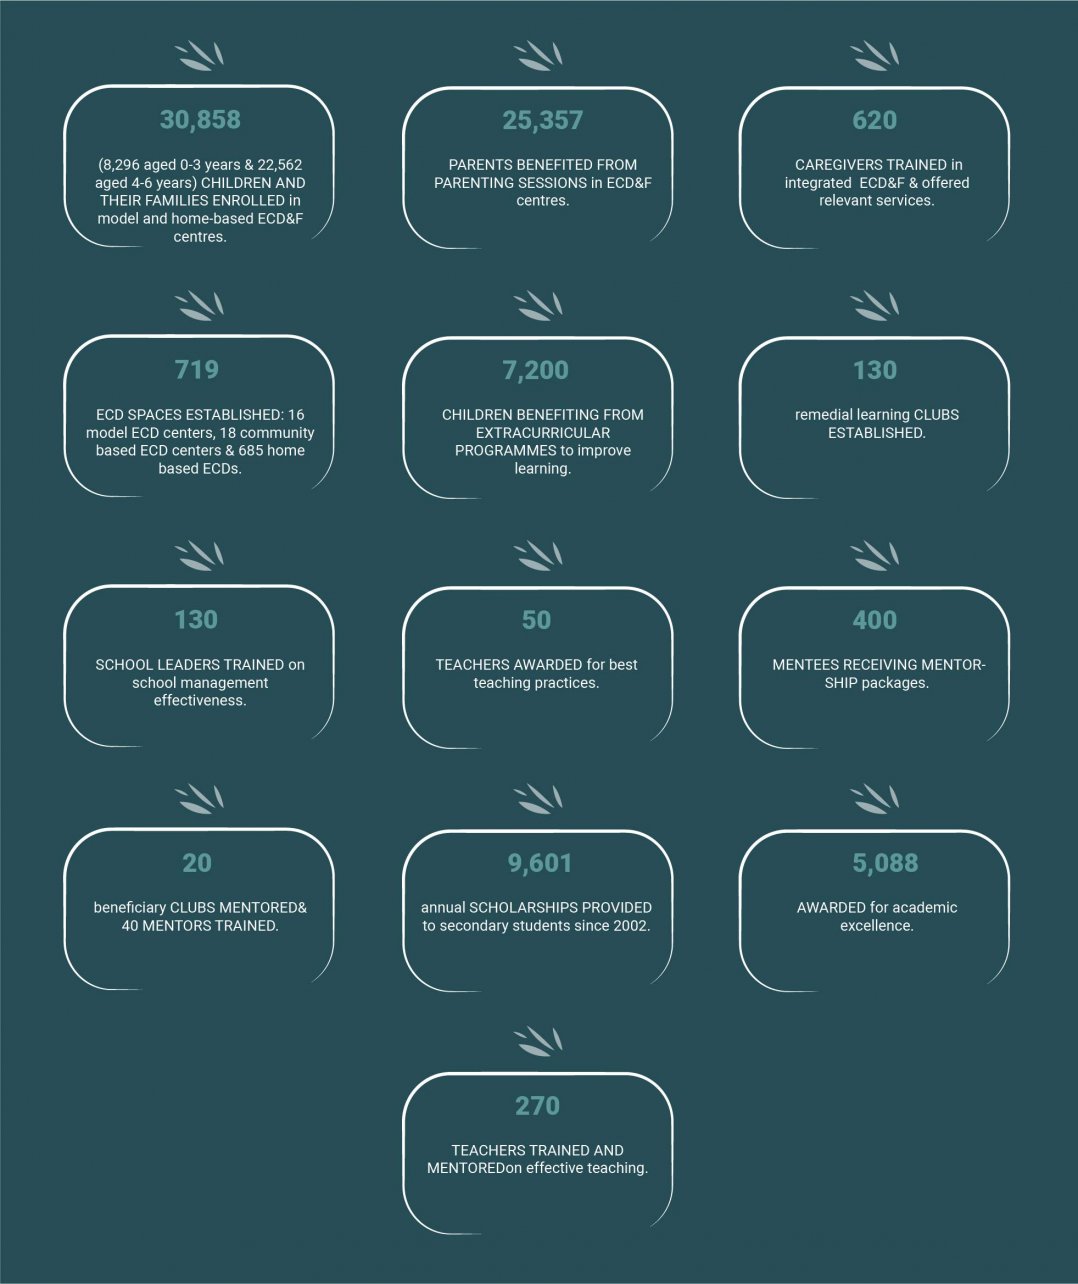 30,858
(8,296 aged 0-3 years & 22,562
aged 4-6 years) CHILDREN AND
THEIR FAMILIES ENROLLED in
model and home-based ECD&F
centres.
25,357
PARENTS BENEFITED FROM
PARENTING SESSIONS in ECD&F
centres.
620
CAREGIVERS TRAINED in
integrated ECD&F & offered
relevant services.
719
ECD SPACES ESTABLISHED: 16
model ECD centers, 18 community
based ECD centers & 685 home
based ECDs.
7,200
CHILDREN BENEFITING FROM
EXTRACURRICULAR
PROGRAMMES to improve
learning.
130
remedial learning CLUBS
ESTABLISHED.
130
SCHOOL LEADERS TRAINED on
school management
effectiveness.
50
TEACHERS AWARDED for best
teaching practices.
400
MENTEES RECEIVING MENTOR-
SHIP packages.
20
beneficiary CLUBS MENTORED&
40 MENTORS TRAINED.
9,601
annual SCHOLARSHIPS PROVIDED
to secondary students since 2002.
5,088
AWARDED for academic
excellence.
270
TEACHERS TRAINED AND
MENTOREDon effective teaching.